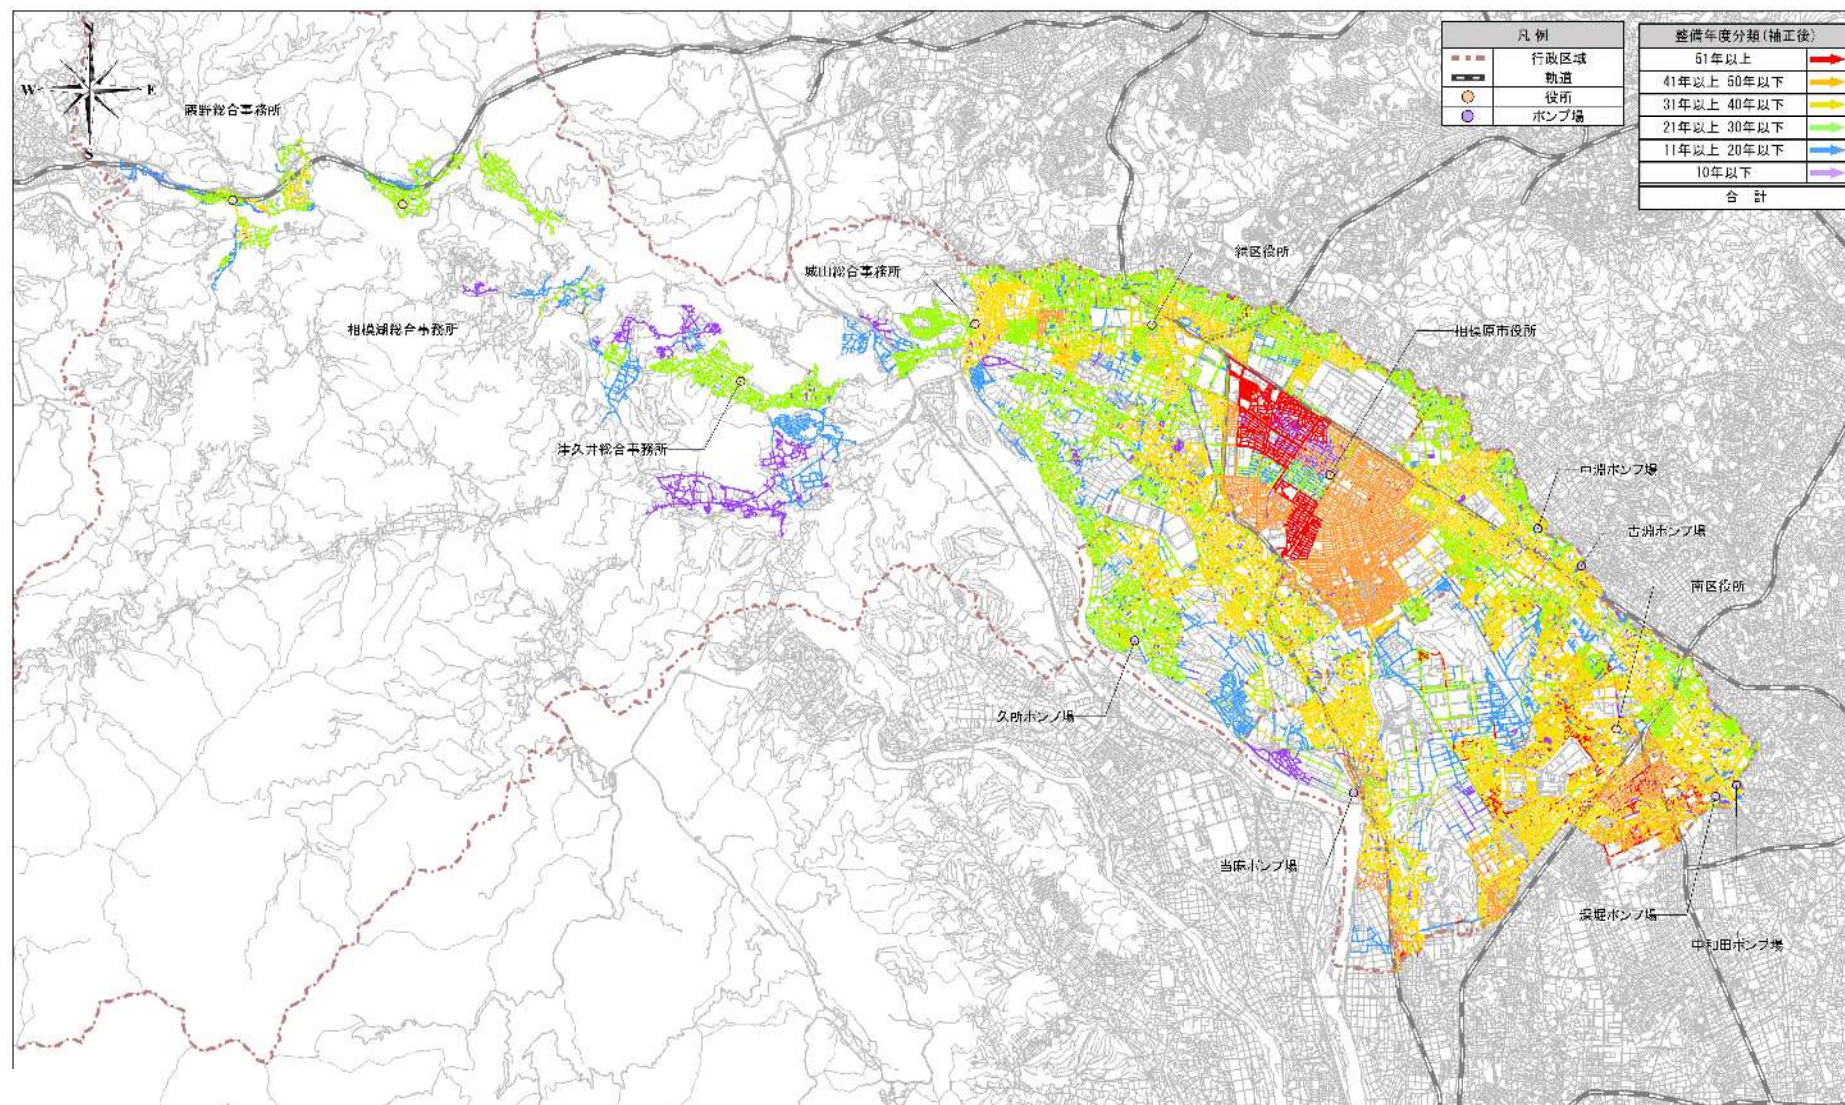 N
W E
S
凡例
行政区域
軌道
役所
ポンプ場
整備年度分類(補正後)
51年以上
41年以上 50年以下
31年以上 40年以下
21年以上 30年以下
11年以上 20年以下
10年以下
合 計
藤野総合事務所
緑区役所
城山総合事務所
相模湖総合事務所
相模原市役所
津久井総合事務所
中淵ポンプ場
古淵ポンプ場
南区役所
久所ポンプ場
当麻ポンプ場
深堀ポンプ場
中和田ポンプ場